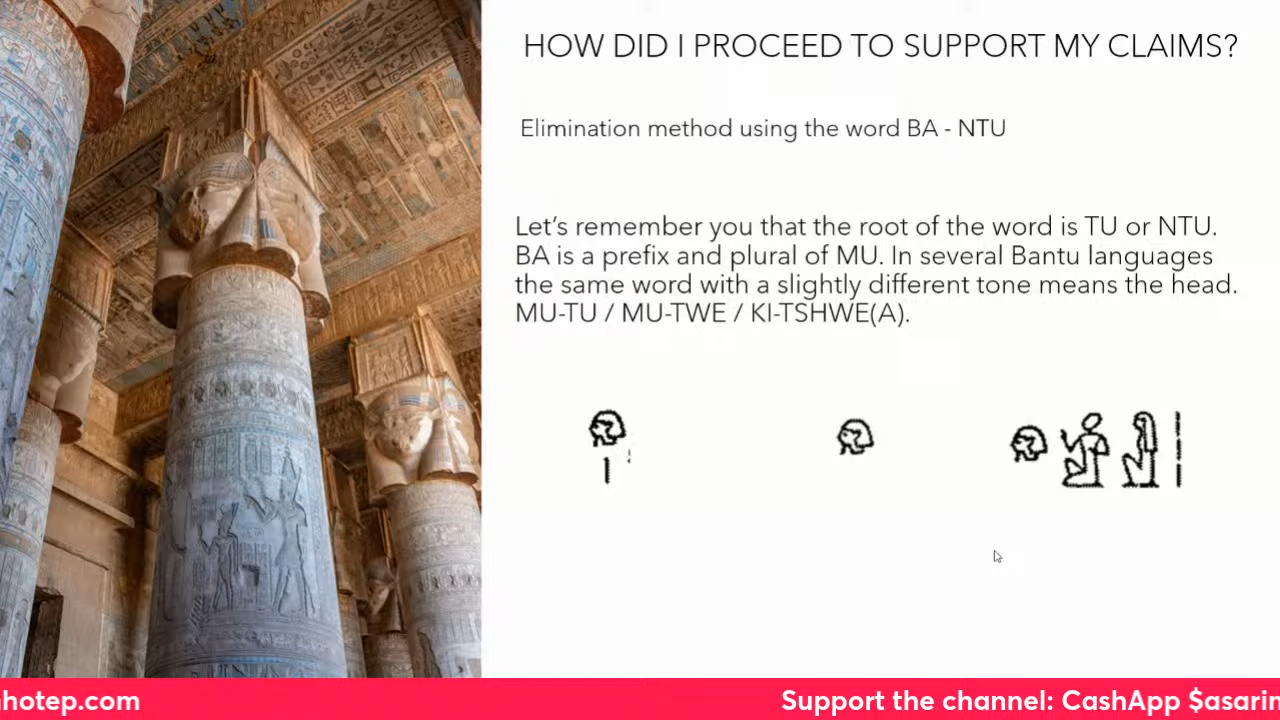 HOW DID I PROCEED TO SUPPORT MY CLAIMS?
Elimination method using the word BA - NTU
Let’s remember you that the root of the word is TU or NTU.
BA is a prefix and plural of MU. In several Bantu languages
the same word with a slightly different tone means the head.
MU-TU / MU-TWE / KI-TSHWE(A).
hotep.com
Support the channel: CashApp $asarin